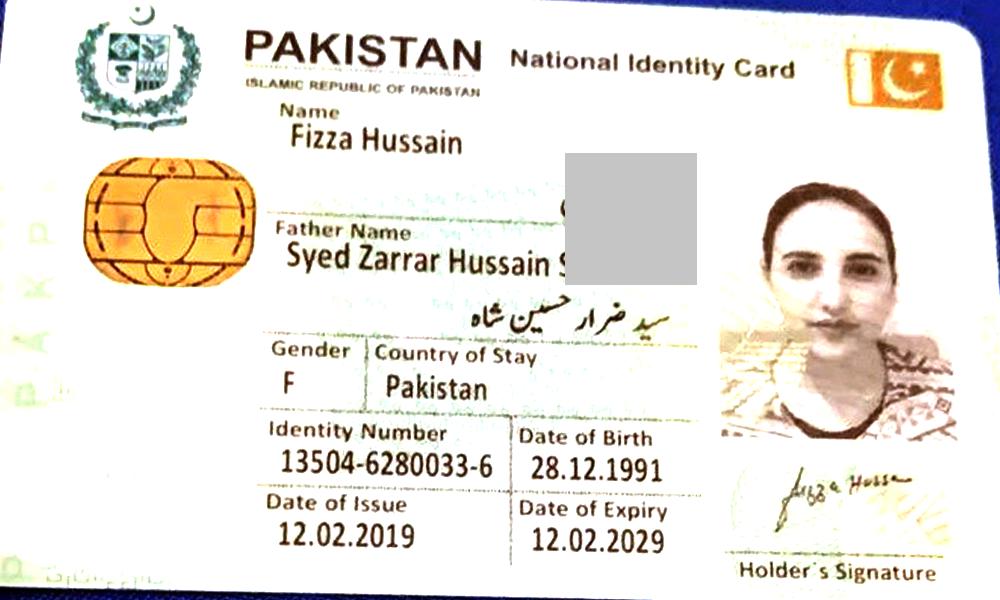 PAKISTAN National Identity Card
ISLAMIC REPUBLIC OF PAKISTAN
Name
Fizza Hussain
Father Name
Syed Zarrar Hussain
سید ضرار حسین شاہ
Gender Country of Stay
F Pakistan
Identity Number Date of Birth
13504-6280033-6 28.12.1991
Date of Issue Date of Expiry
12.02.2019 12.02.2029
Fizza Hussa
Holder's Signature